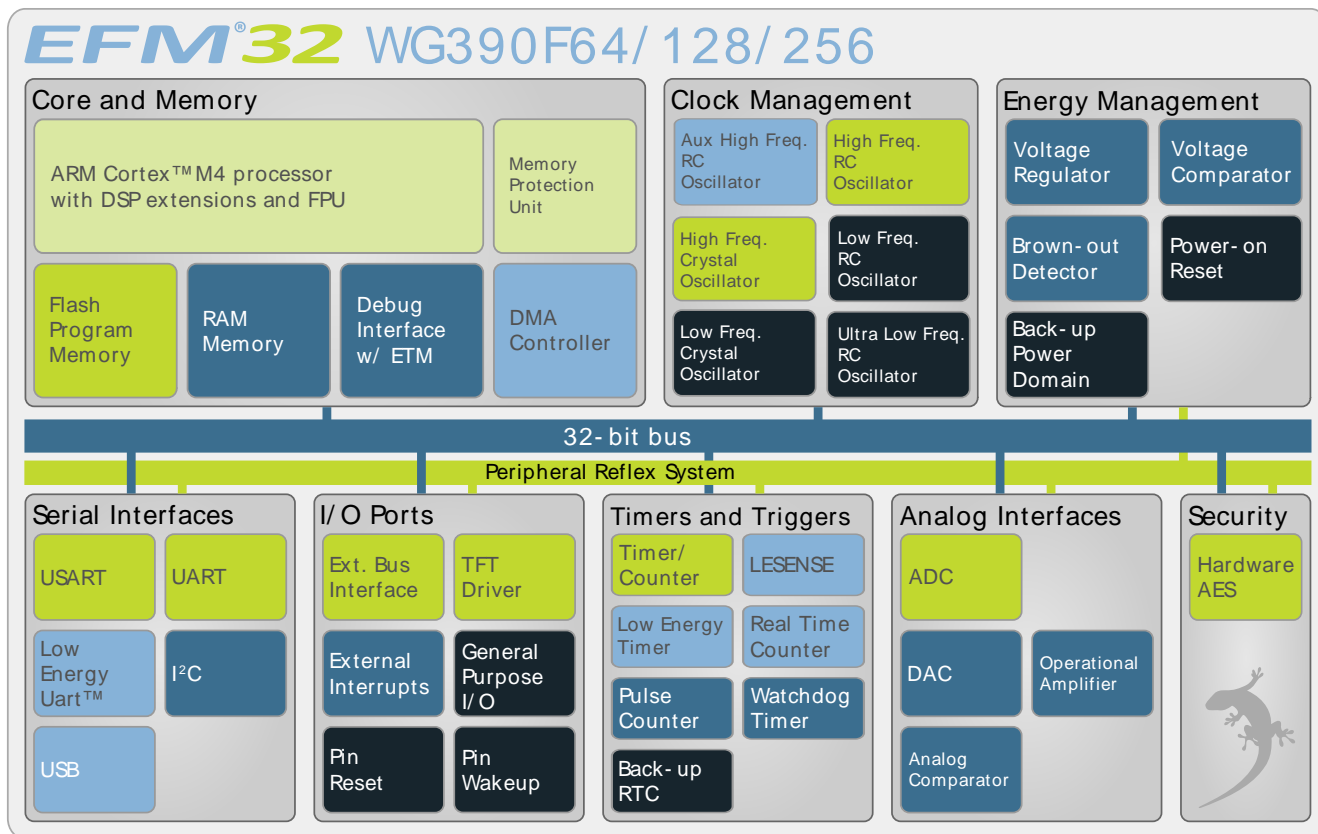 EFM®32 WG390F64/128/256
Core and Memory
ARM Cortex™ M4 processor
with DSP extensions and FPU
Memory
Protection
Unit
Flash
Program
Memory
RAM
Memory
Debug
Interface
w/ ETM
DMA
Controller
Clock Management
Aux High Freq.
RC
Oscillator
High Freq.
RC
Oscillator
High Freq.
Crystal
Oscillator
Low Freq.
RC
Oscillator
Low Freq.
Crystal
Oscillator
Ultra Low Freq.
RC
Oscillator
Energy Management
Voltage
Regulator
Voltage
Comparator
Brown-out
Detector
Power-on
Reset
Back-up
Power
Domain
32-bit bus
Peripheral Reflex System
Serial Interfaces
USART
UART
Low
Energy
Uart™
I²C
USB
I/O Ports
Ext. Bus
Interface
TFT
Driver
External
Interrupts
General
Purpose
I/O
Pin
Reset
Pin
Wakeup
Timers and Triggers
Timer/
Counter
LESENSE
Low Energy
Timer
Real Time
Counter
Pulse
Counter
Watchdog
Timer
Back-up
RTC
Analog Interfaces
ADC
DAC
Operational
Amplifier
Analog
Comparator
Security
Hardware
AES